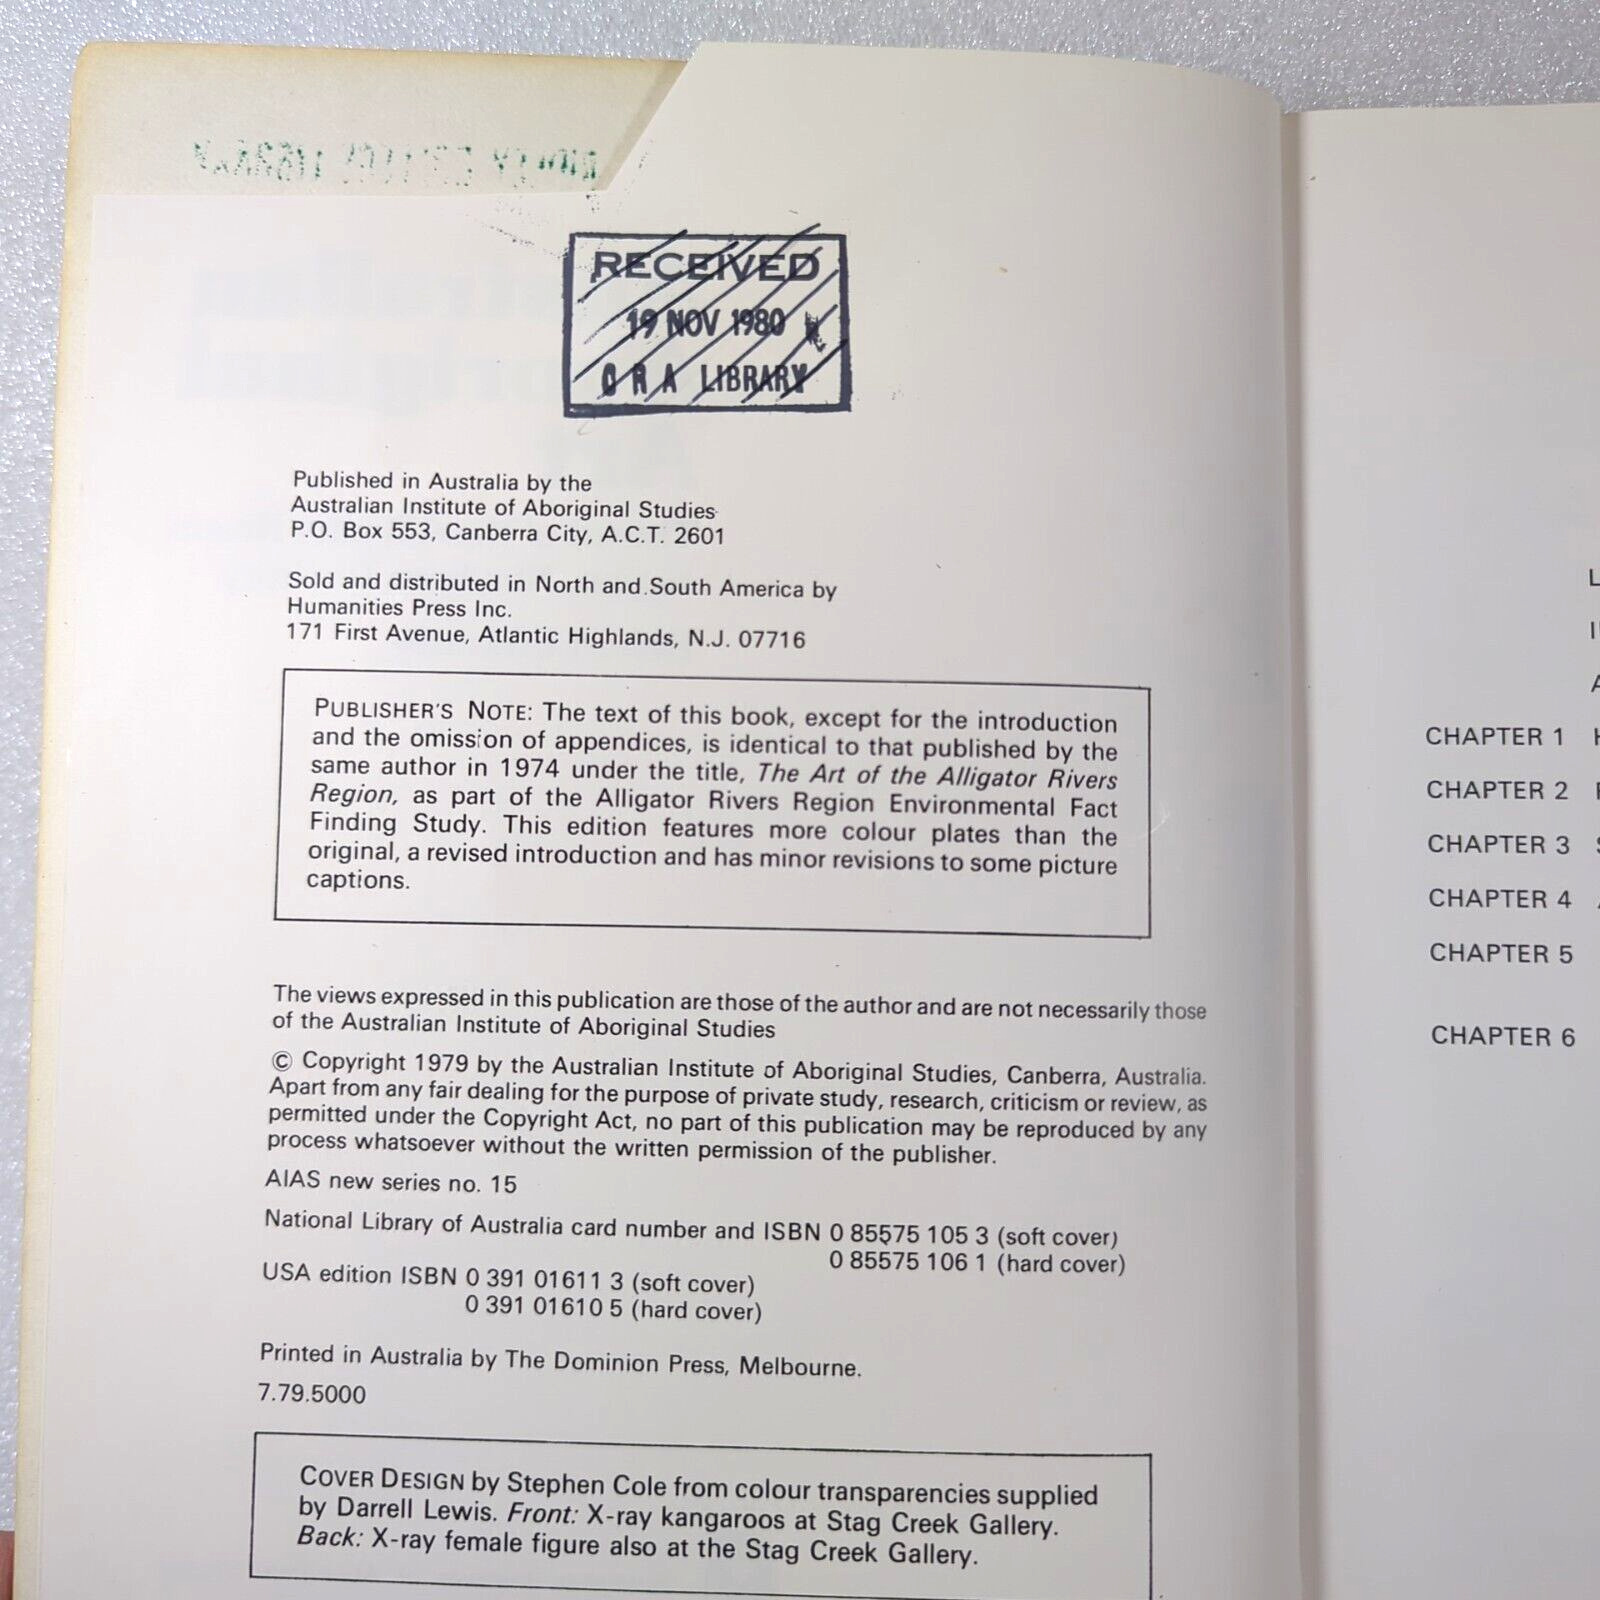 RECEIVED
19 NOV 1980
C R A LIBRARY
Published in Australia by the
Australian Institute of Aboriginal Studies
P.O. Box 553, Canberra City, A.C.T. 2601
Sold and distributed in North and South America by
Humanities Press Inc.
171 First Avenue, Atlantic Highlands, N.J. 07716
PUBLISHER'S NOTE: The text of this book, except for the introduction
and the omission of appendices, is identical to that published by the
same author in 1974 under the title, The Art of the Alligator Rivers
Region, as part of the Alligator Rivers Region Environmental Fact
Finding Study. This edition features more colour plates than the
original, a revised introduction and has minor revisions to some picture
captions.
The views expressed in this publication are those of the author and are not necessarily those
of the Australian Institute of Aboriginal Studies
© Copyright 1979 by the Australian Institute of Aboriginal Studies, Canberra, Australia.
Apart from any fair dealing for the purpose of private study, research, criticism or review, as
permitted under the Copyright Act, no part of this publication may be reproduced by any
process whatsoever without the written permission of the publisher.
AIAS new series no. 15
National Library of Australia card number and ISBN 0 85575 105 3 (soft cover)
0 85575 106 1 (hard cover)
USA edition ISBN 0 391 01611 3 (soft cover)
0 391 01610 5 (hard cover)
Printed in Australia by The Dominion Press, Melbourne.
7.79.5000
COVER DESIGN by Stephen Cole from colour transparencies supplied
by Darrell Lewis. Front: X-ray kangaroos at Stag Creek Gallery.
Back: X-ray female figure also at the Stag Creek Gallery.
CHAPTER 1
CHAPTER 2
CHAPTER 3
CHAPTER 4
CHAPTER 5
CHAPTER 6